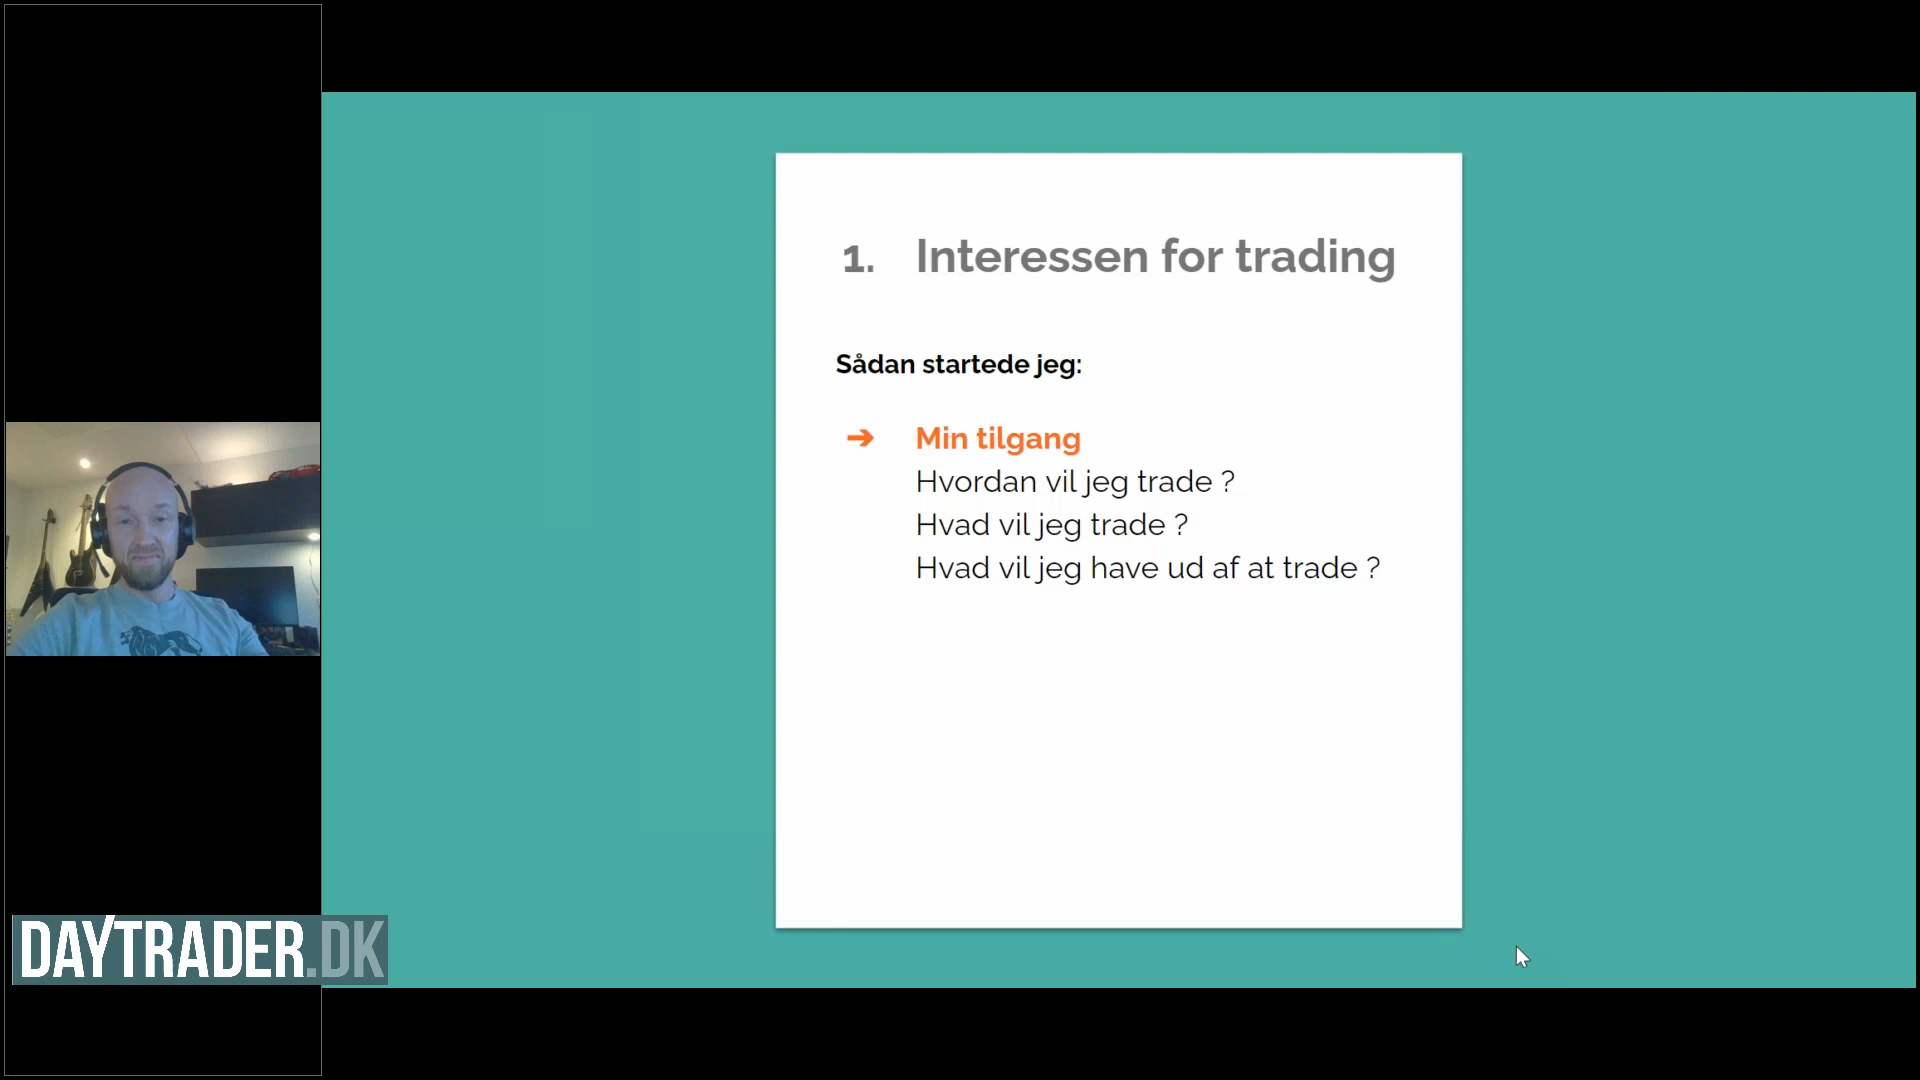 1. Interessen for trading
Sådan startede jeg:
➔ Min tilgang
Hvordan vil jeg trade ?
Hvad vil jeg trade ?
Hvad vil jeg have ud af at trade ?
DAYTRADER.DK